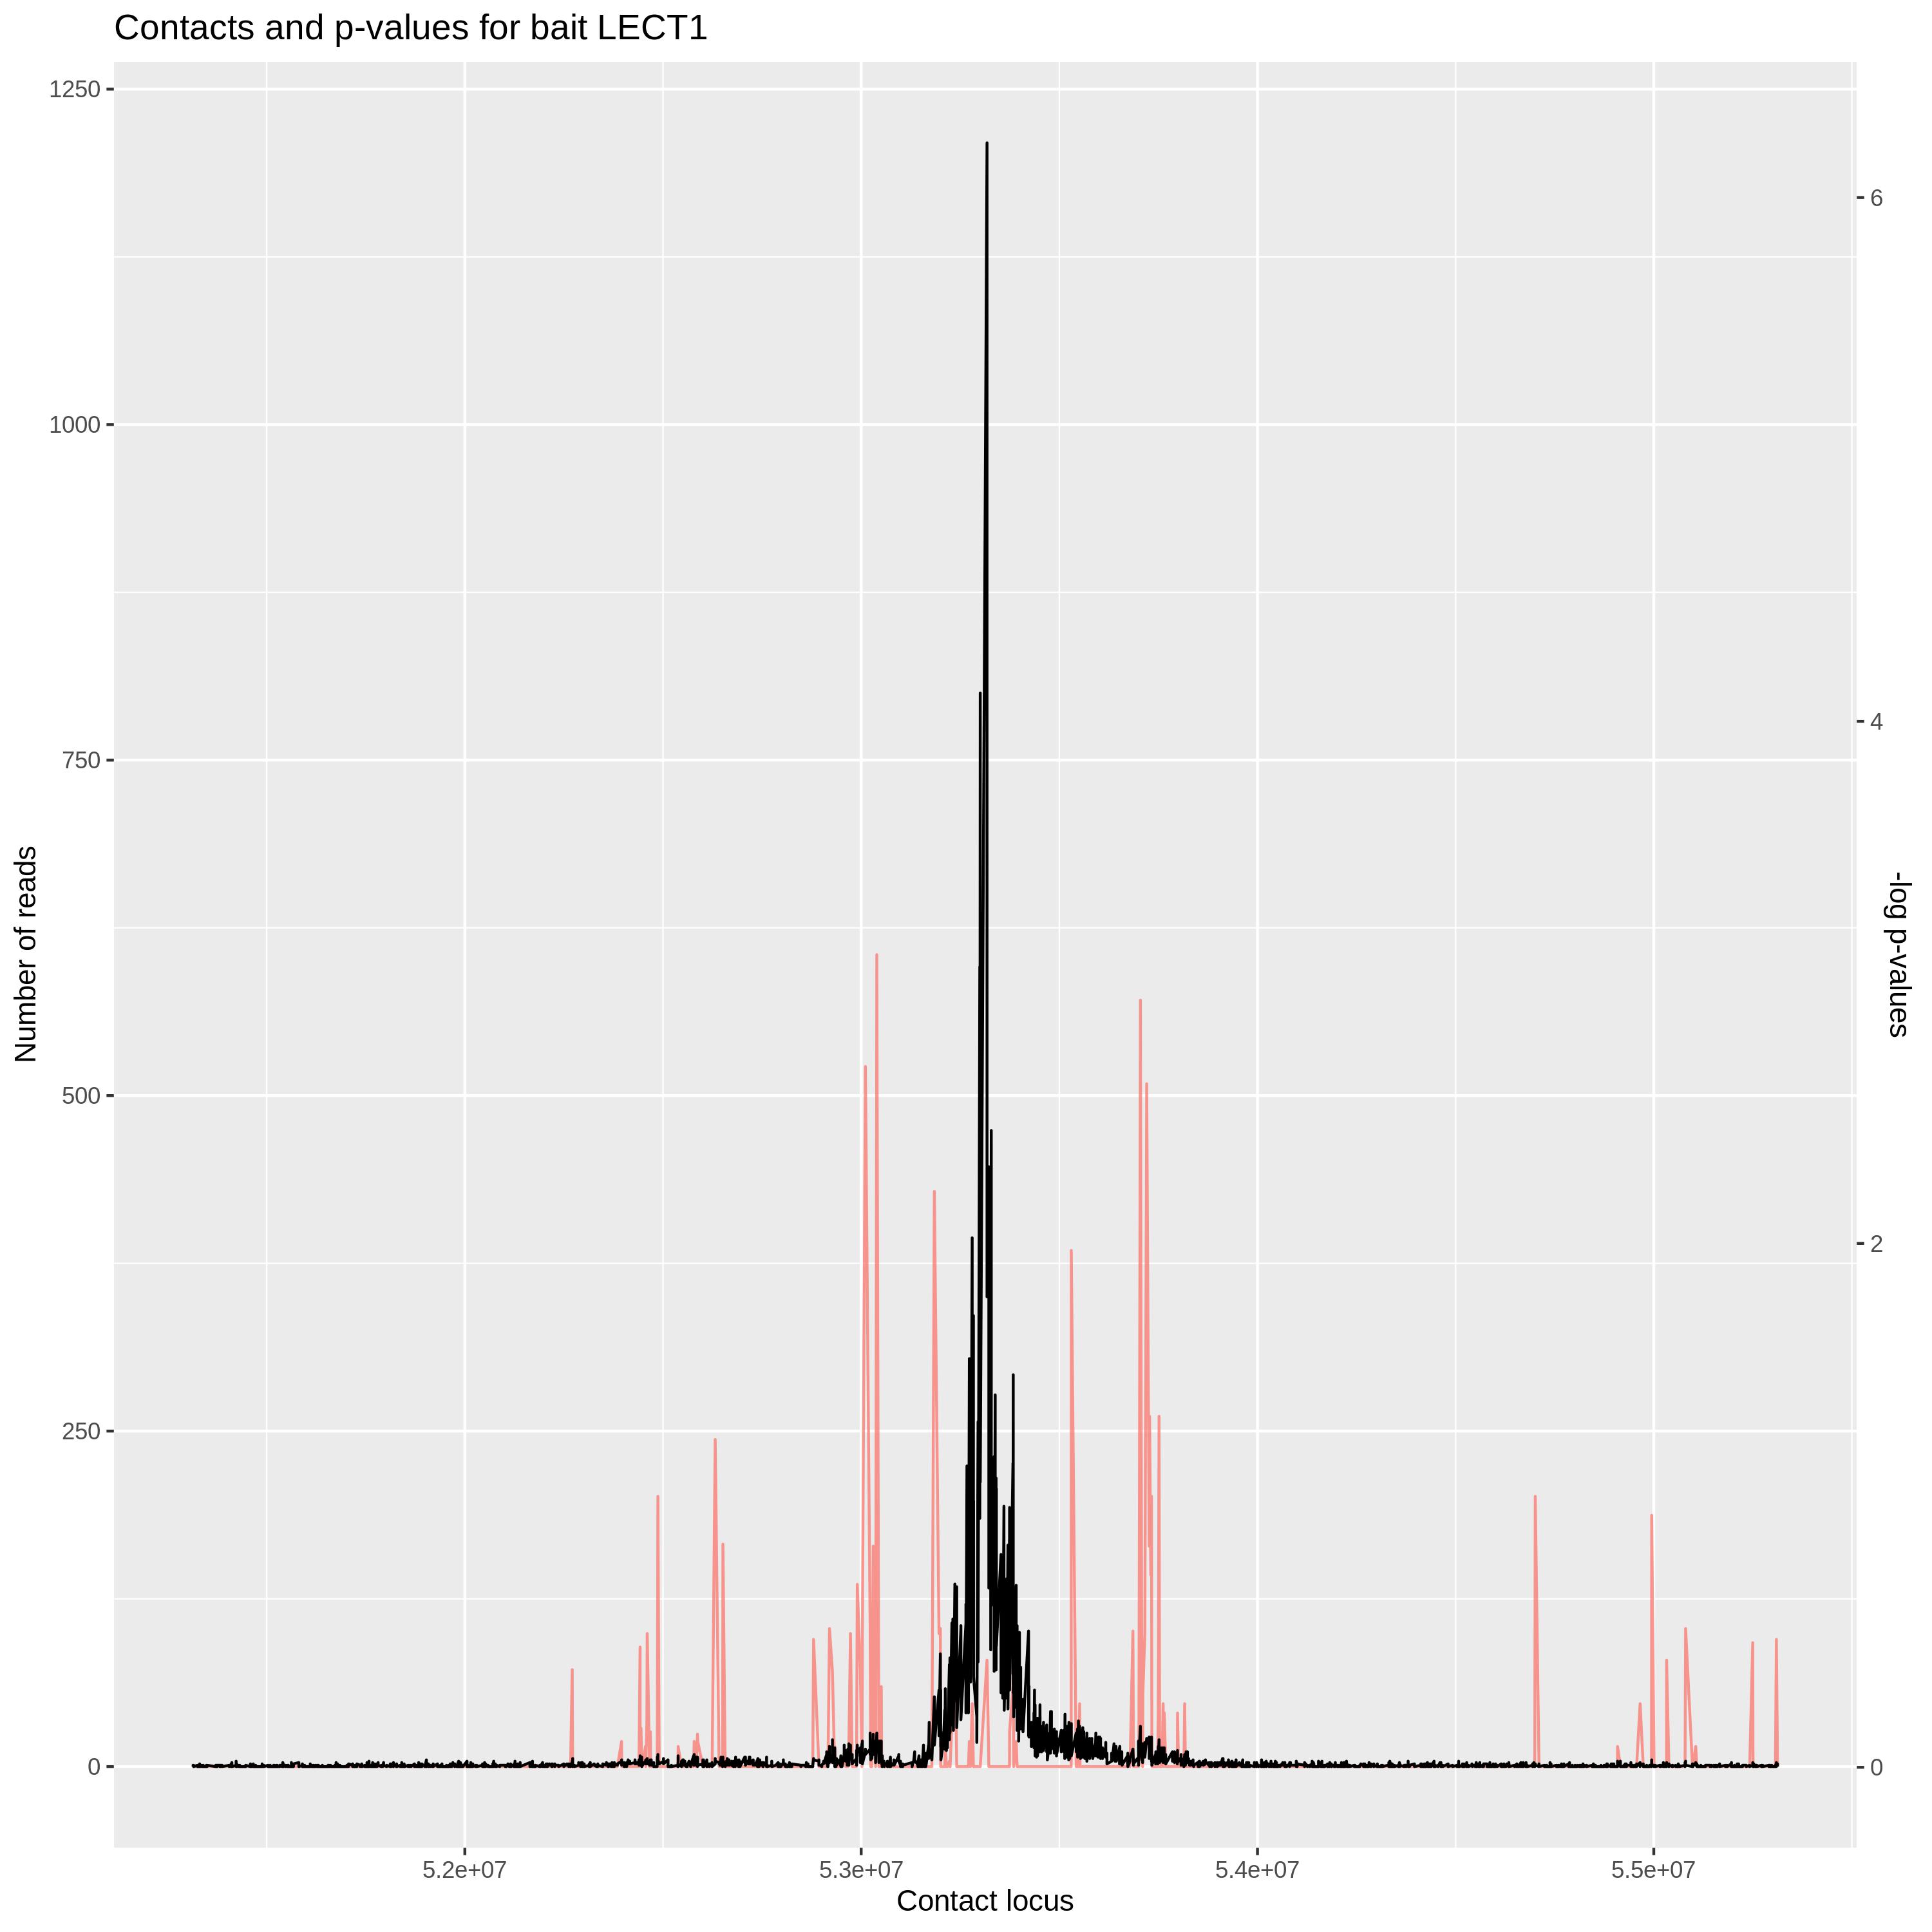 Contacts and p-values for bait LECT1
1250
1000
750
500
250
0
Number of reads
6
4
2
0
-log p-values
5.2e+07
5.3e+07
5.4e+07
5.5e+07
Contact locus